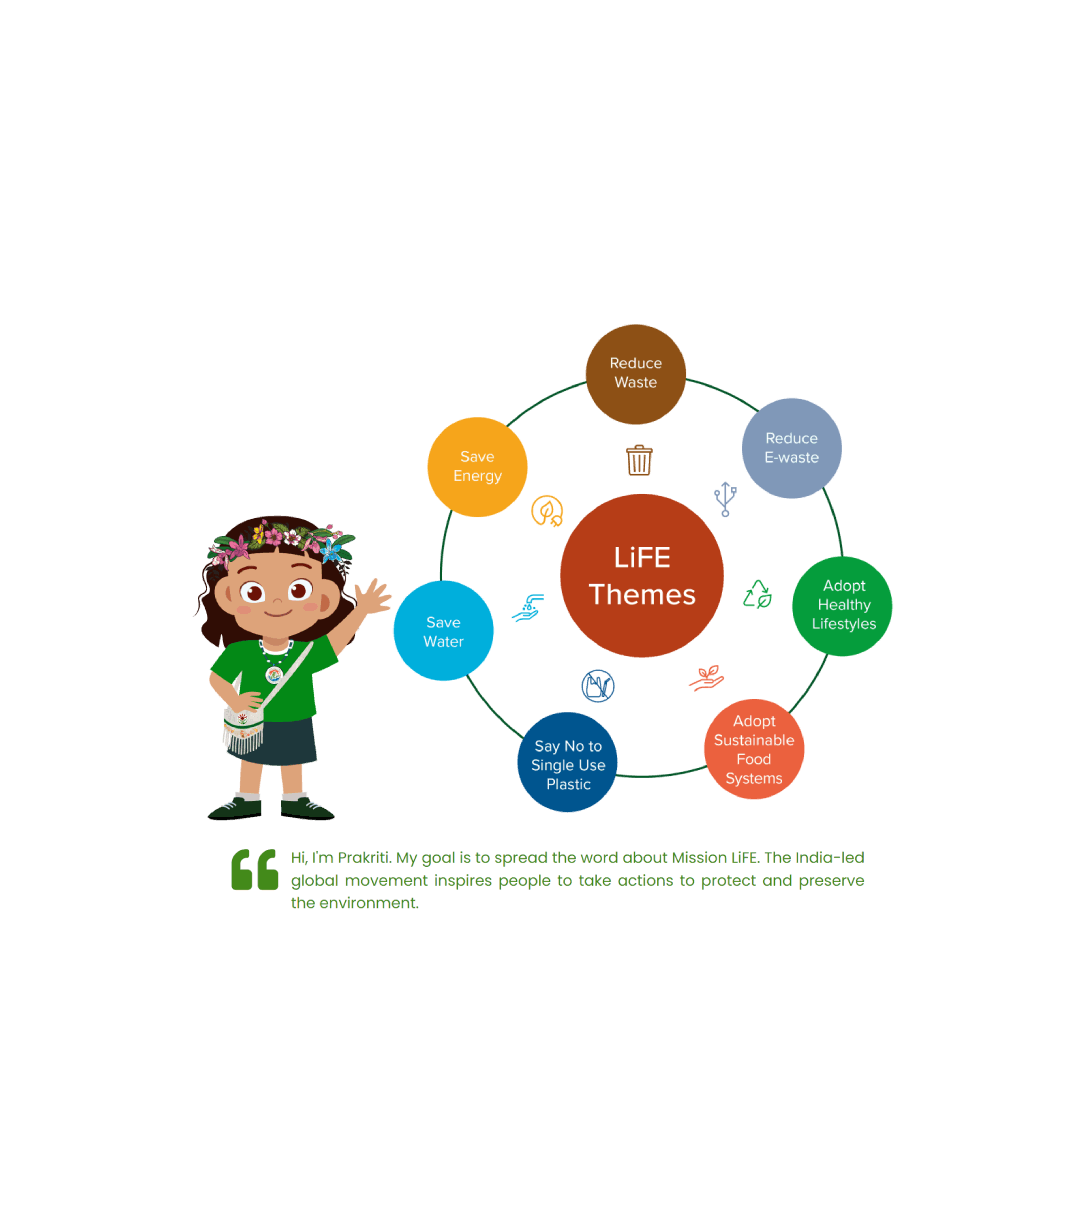 Reduce
Waste
Reduce
E-waste
Save
Energy
LiFE
Themes
Adopt
Healthy
Lifestyles
Save
Water
Adopt
Sustainable
Food
Systems
Say No to
Single Use
Plastic
Hi, I'm Prakriti. My goal is to spread the word about Mission LiFE. The India-led
global movement inspires people to take actions to protect and preserve
the environment.